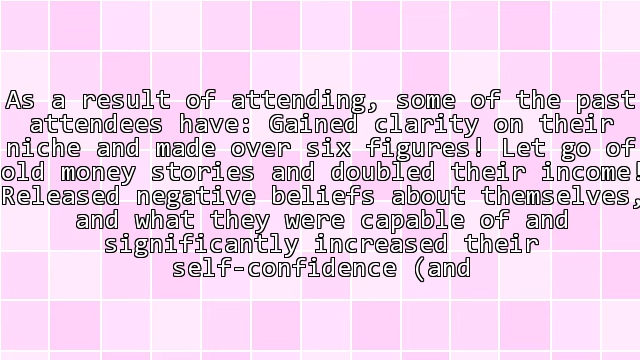 As a result of attending, some of the past
attendees have: Gained clarity on their
niche and made over six figures! Let go of
old money stories and doubled their income!
Released negative beliefs about themselves,
and what they were capable of and
significantly increased their
self-confidence (and